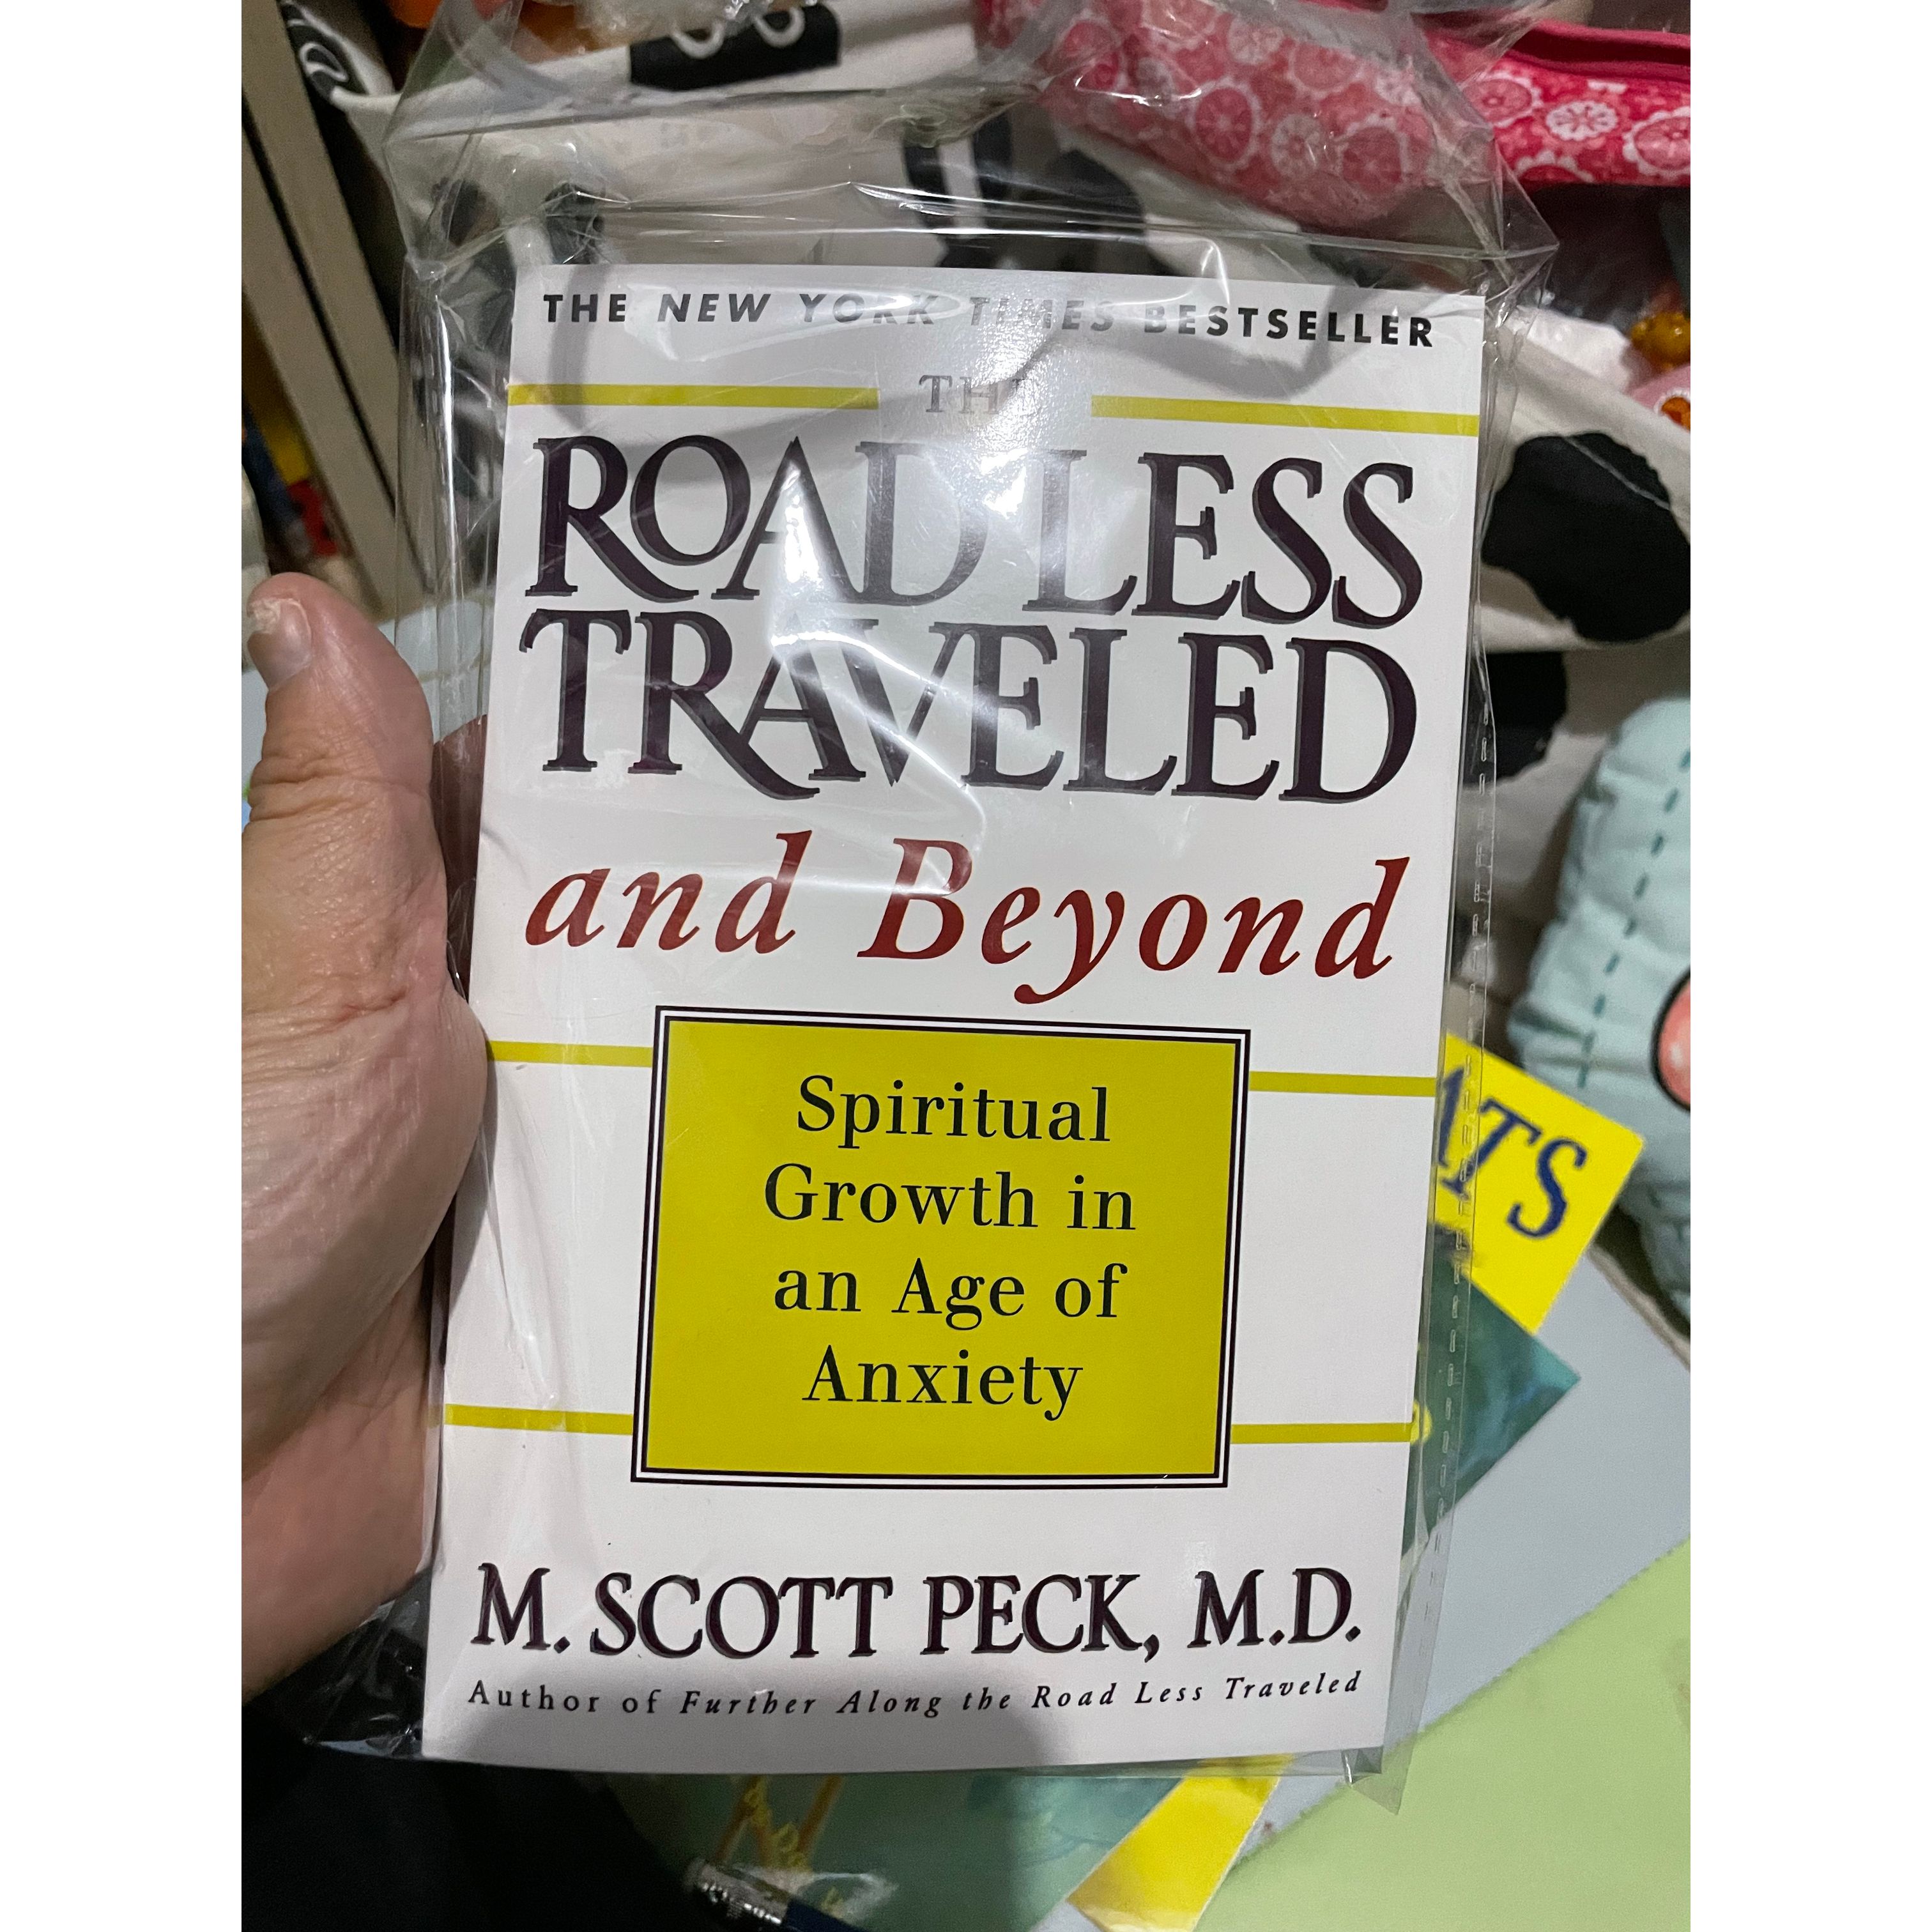 THE NEW YORK TIMES BESTSELLER
THE
ROAD LESS
TRAVELED
and Beyond
Spiritual
Growth in
an Age of
Anxiety
ATS
M. SCOTT PECK, M.D.
Author of Further Along the Road Less Traveled